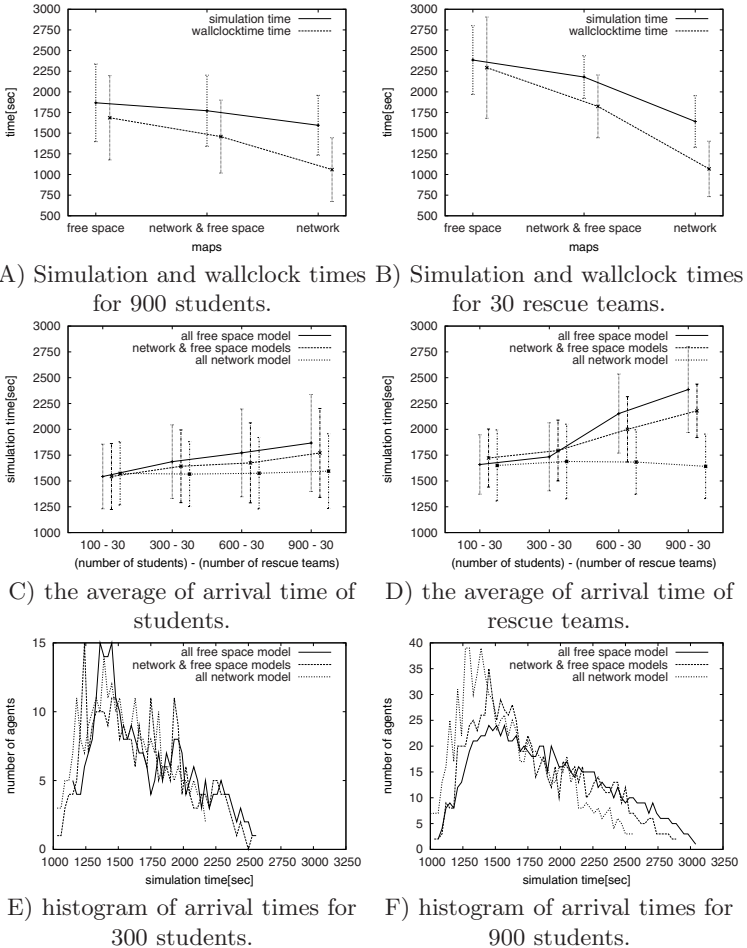 3000
2750
2500
2250
2000
1750
1500
1250
1000
750
500
time[sec]
simulation time
wallclocktime time
free space
network & free space
network
maps
A) Simulation and wallclock times
for 900 students.
3000
2750
2500
2250
2000
1750
1500
1250
1000
750
500
time[sec]
simulation time
wallclocktime time
free space
network & free space
network
maps
B) Simulation and wallclock times
for 30 rescue teams.
3000
2750
2500
2250
2000
1750
1500
1250
1000
simulation time[sec]
all free space model
network & free space models
all network model
100 - 30
300 - 30
600 - 30
900 - 30
(number of students) - (number of rescue teams)
C) the average of arrival time of
students.
3000
2750
2500
2250
2000
1750
1500
1250
1000
simulation time[sec]
all free space model
network & free space models
all network model
100 - 30
300 - 30
600 - 30
900 - 30
(number of students) - (number of rescue teams)
D) the average of arrival time of
rescue teams.
15
10
5
0
number of agents
all free space model
network & free space models
all network model
1000 1250 1500 1750 2000 2250 2500 2750 3000 3250
simulation time[sec]
E) histogram of arrival times for
300 students.
40
35
30
25
20
15
10
5
0
number of agents
all free space model
network & free space models
all network model
1000 1250 1500 1750 2000 2250 2500 2750 3000 3250
simulation time[sec]
F) histogram of arrival times for
900 students.